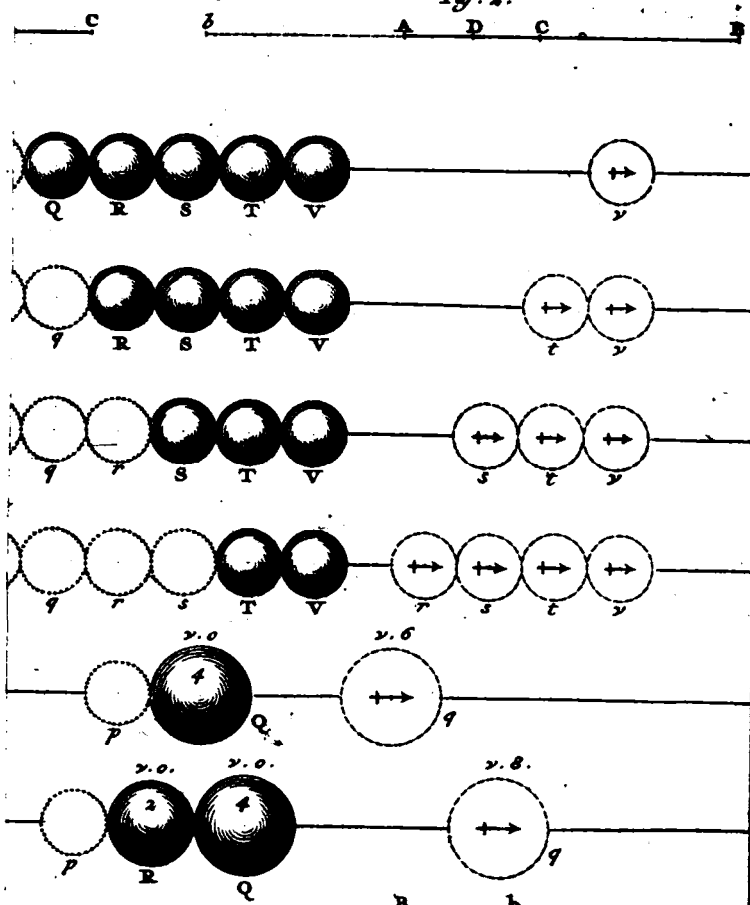 C b A D C B
Q R S T V v
q R S T V t v
q r S T V s t v
q r s T V r s t v
v.0 v.6
4
p Q q
v.0. v.0. v.8.
2 4
p R Q q